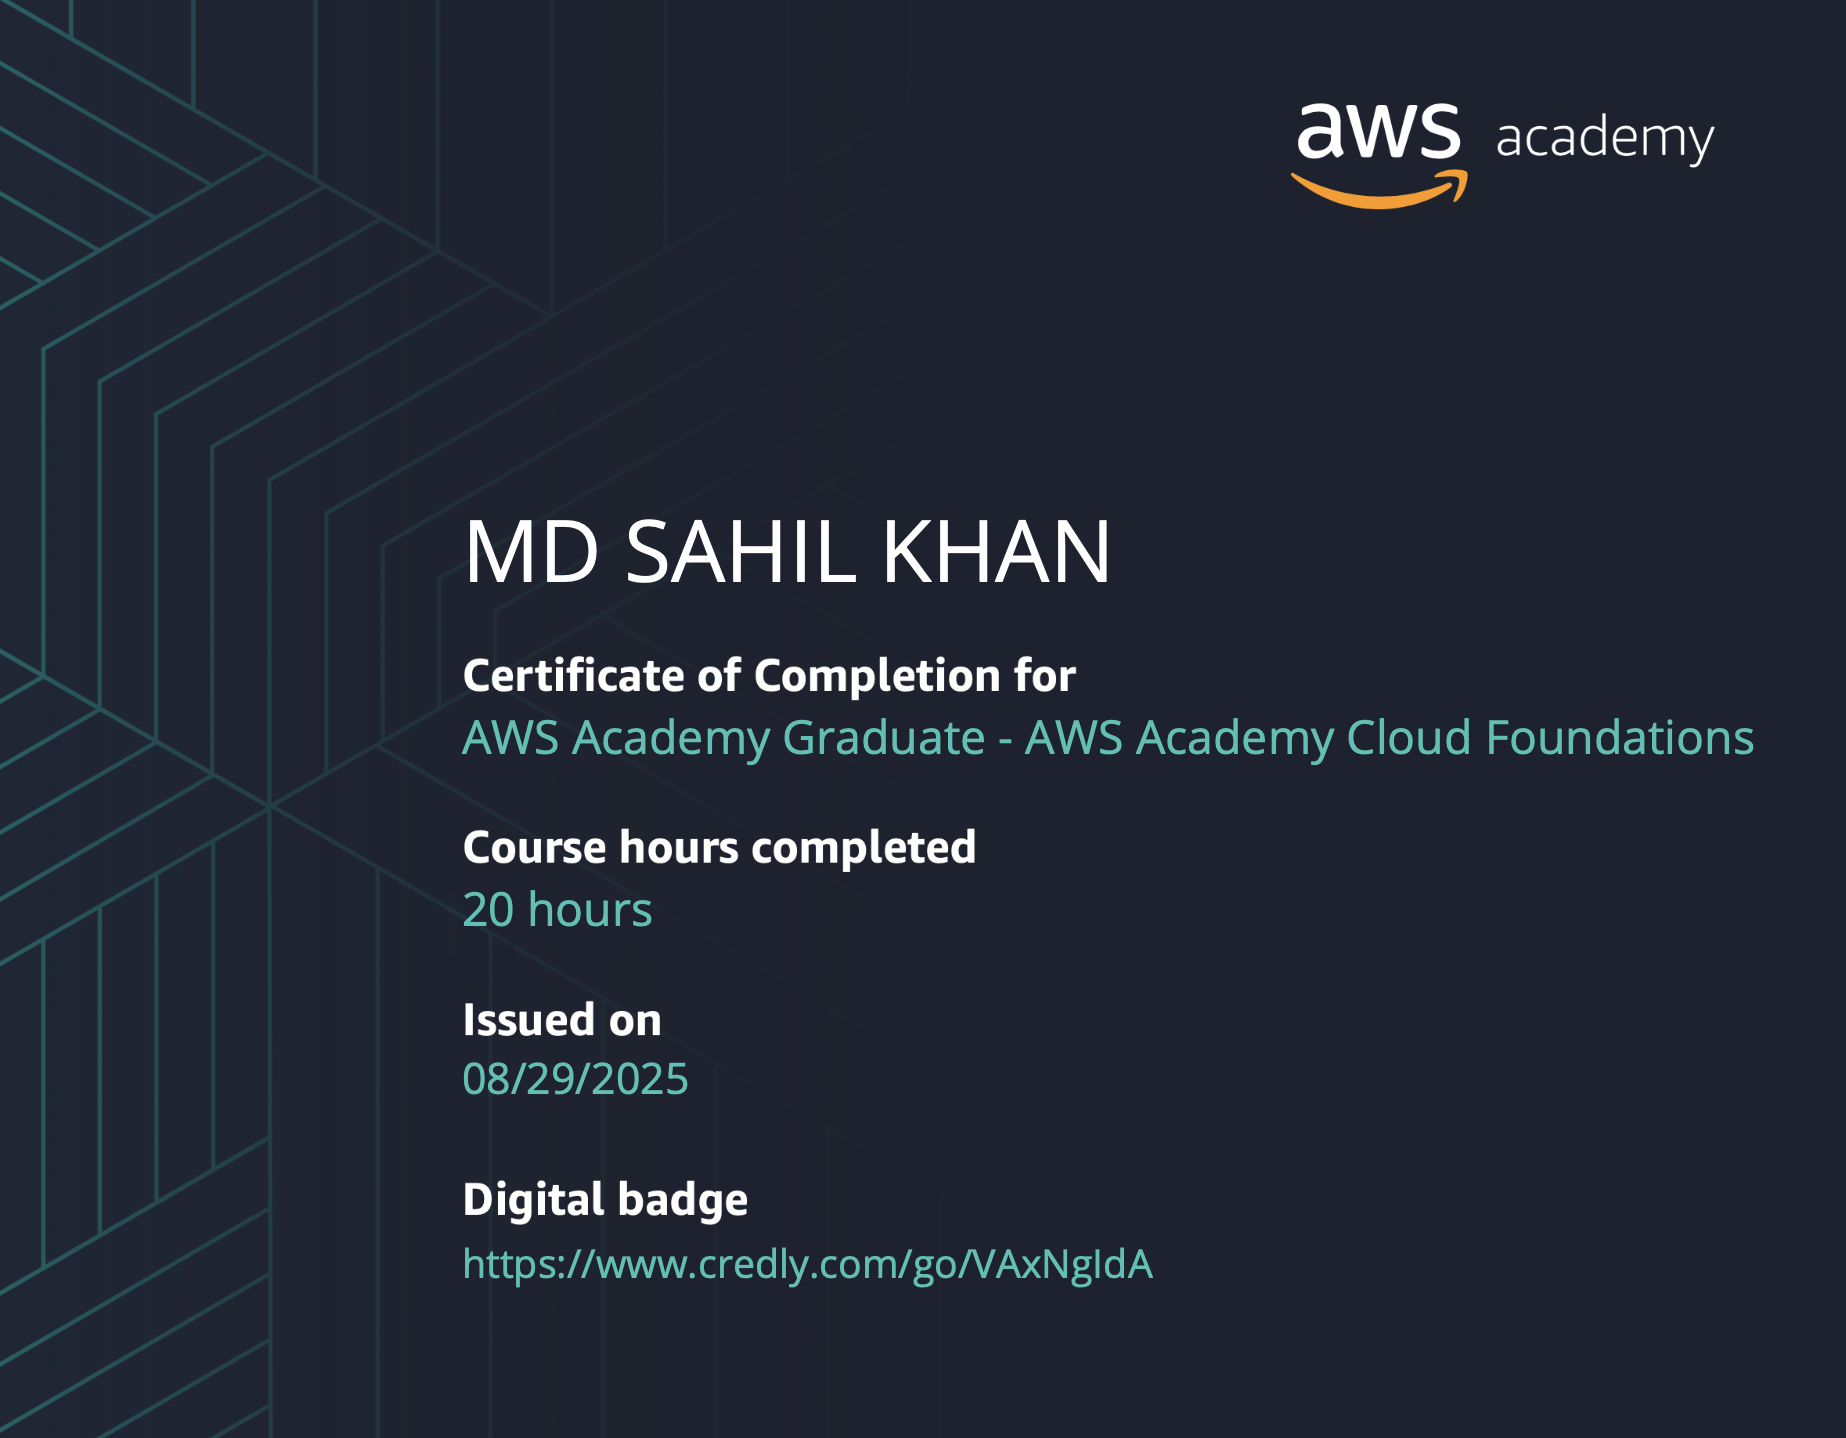 aws academy
MD SAHIL KHAN
Certificate of Completion for
AWS Academy Graduate - AWS Academy Cloud Foundations
Course hours completed
20 hours
Issued on
08/29/2025
Digital badge
https://www.credly.com/go/VAxNgIdA